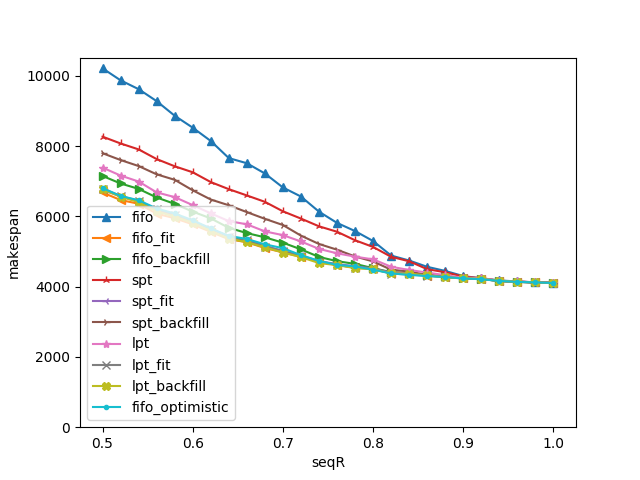 10000
8000
6000
4000
2000
0
makespan
fifo
fifo_fit
fifo_backfill
spt
spt_fit
spt_backfill
lpt
lpt_fit
lpt_backfill
fifo_optimistic
0.5 0.6 0.7 0.8 0.9 1.0
seqR